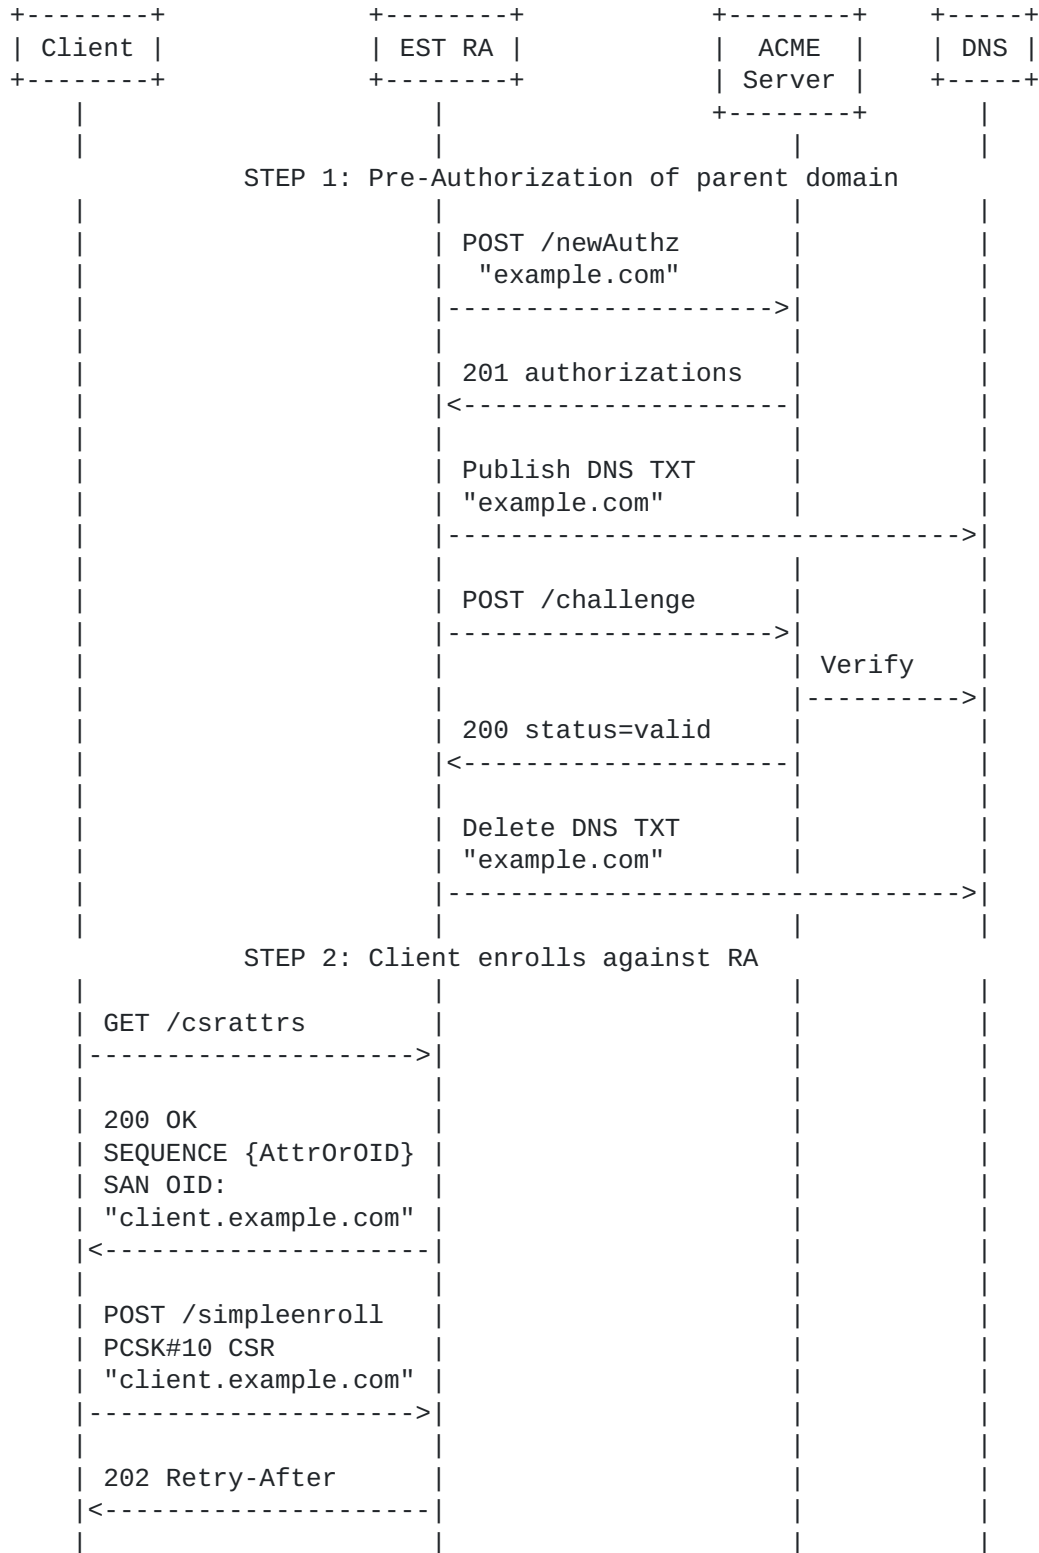 Client EST RA ACME DNS
Server
STEP 1: Pre-Authorization of parent domain
POST /newAuthz
"example.com"
201 authorizations
Publish DNS TXT
"example.com"
POST /challenge
Verify
200 status=valid
Delete DNS TXT
"example.com"
STEP 2: Client enrolls against RA
GET /csrattrs
200 OK
SEQUENCE {AttrOrOID}
SAN OID:
"client.example.com"
POST /simpleenroll
PCSK#10 CSR
"client.example.com"
202 Retry-After